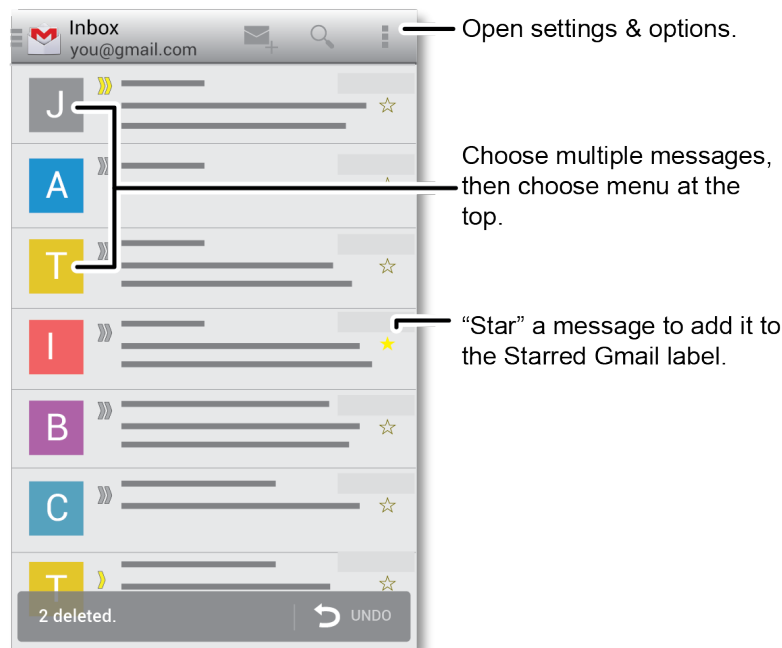 Inbox
you@gmail.com
Open settings & options.
J
A
Choose multiple messages,
then choose menu at the
top.
T
I
“Star” a message to add it to
the Starred Gmail label.
B
C
T
2 deleted.
UNDO